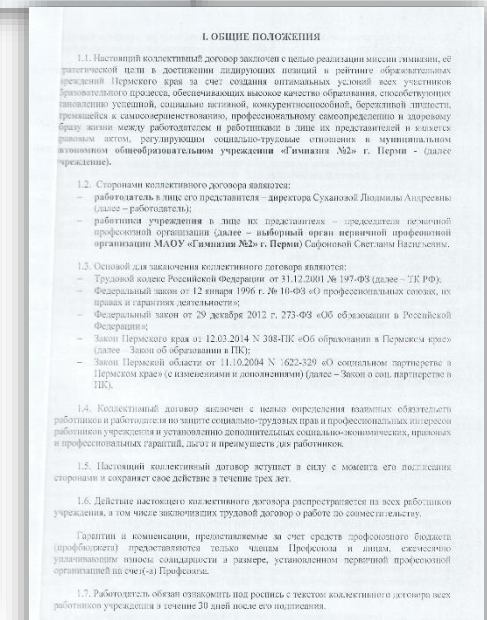 I. ОБЩИЕ ПОЛОЖЕНИЯ
1.1. Настоящий коллективный договор заключен с целью реализации миссии гимназии, её
стратегической цели в достижении лидирующих позиций в рейтинге образовательных
учреждений Пермского края за счет создания оптимальных условий всех участников
образовательного процесса, обеспечивающих высокое качество образования, способствующих
становлению успешной, социально активной, конкурентноспособной, бережливой личности,
стремящейся к самосовершенствованию, профессиональному самоопределению и здоровому
образу жизни между работодателем и работниками в лице их представителей и является
правовым актом, регулирующим социально-трудовые отношения в муниципальном
автономном общеобразовательном учреждении «Гимназия №2» г. Перми - (далее
учреждение).
1.2. Сторонами коллективного договора являются:
– работодатель в лице его представителя – директора Сухановой Людмилы Андреевны
(далее – работодатель);
– работники учреждения в лице их представителя – председателя первичной
профсоюзной организации (далее – выборный орган первичной профсоюзной
организации МАОУ «Гимназия №2» г. Перми) Сафоновой Светланы Васильевны.
1.3. Основой для заключения коллективного договора являются:
– Трудовой кодекс Российской Федерации от 31.12.2001 № 197-ФЗ (далее – ТК РФ);
– Федеральный закон от 12 января 1996 г. № 10-ФЗ «О профессиональных союзах, их
правах и гарантиях деятельности»;
– Федеральный закон от 29 декабря 2012 г. 273-ФЗ «Об образовании в Российской
Федерации»;
– Закон Пермского края от 12.03.2014 N 308-ПК «Об образовании в Пермском крае»
(далее – Закон об образовании в ПК);
– Закон Пермской области от 11.10.2004 N 1622-329 «О социальном партнерстве в
Пермском крае» (с изменениями и дополнениями) (далее – Закон о соц. партнерстве в
ПК).
1.4. Коллективный договор заключен с целью определения взаимных обязательств
работников и работодателя по защите социально-трудовых прав и профессиональных интересов
работников учреждения и установлению дополнительных социально-экономических, правовых
и профессиональных гарантий, льгот и преимуществ для работников.
1.5. Настоящий коллективный договор вступает в силу с момента его подписания
сторонами и сохраняет свое действие в течение трех лет.
1.6. Действие настоящего коллективного договора распространяется на всех работников
учреждения, в том числе заключивших трудовой договор о работе по совместительству.
Гарантии и компенсации, предоставляемые за счет средств профсоюзного бюджета
(профбюджета) предоставляются только членам Профсоюза и лицам, ежемесячно
уплачивающим взносы солидарности в размере, установленном первичной профсоюзной
организацией на счет(-а) Профсоюза.
1.7. Работодатель обязан ознакомить под роспись с текстом коллективного договора всех
работников учреждения в течение 30 дней после его подписания.